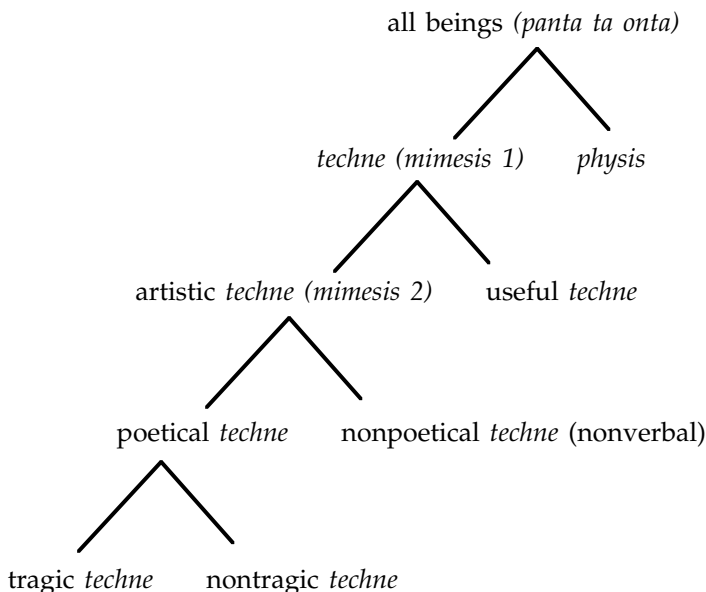 all beings (panta ta onta)
techne (mimesis 1) physis
artistic techne (mimesis 2) useful techne
poetical techne nonpoetical techne (nonverbal)
tragic techne nontragic techne